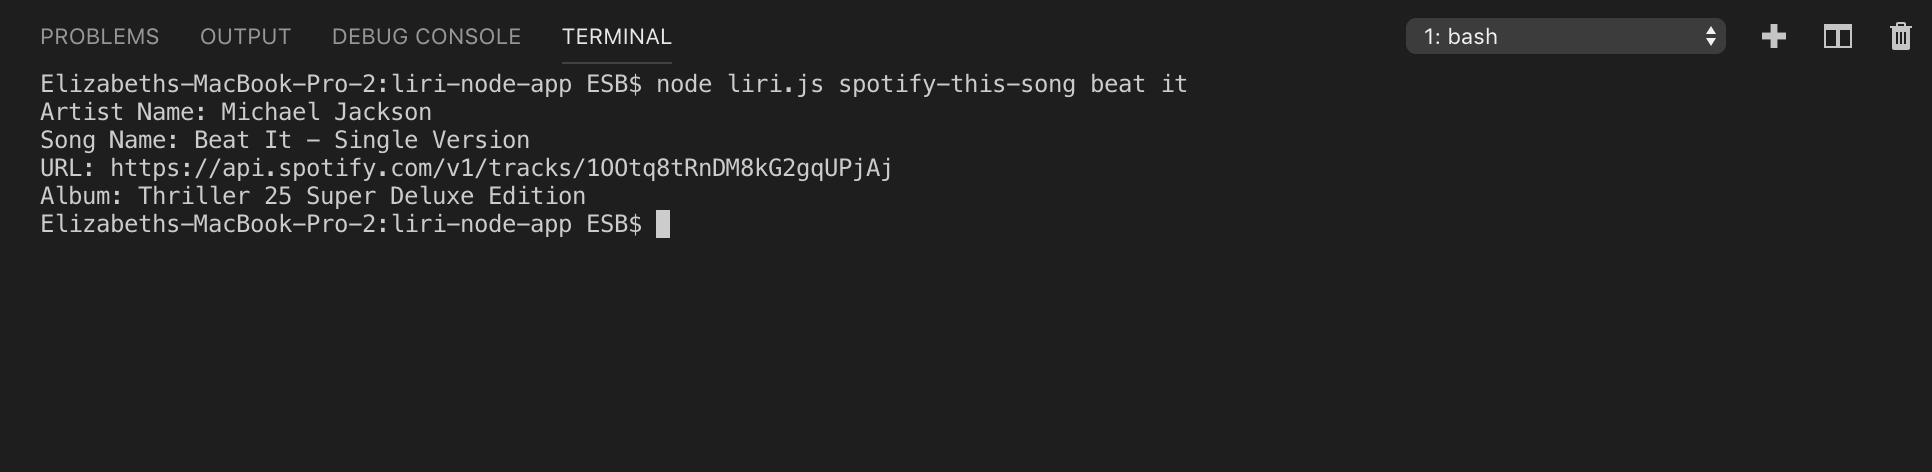 PROBLEMS OUTPUT DEBUG CONSOLE TERMINAL 1: bash
Elizabeths-MacBook-Pro-2:liri-node-app ESB$ node liri.js spotify-this-song beat it
Artist Name: Michael Jackson
Song Name: Beat It - Single Version
URL: https://api.spotify.com/v1/tracks/1OOtq8tRnDM8kG2gqUPjAj
Album: Thriller 25 Super Deluxe Edition
Elizabeths-MacBook-Pro-2:liri-node-app ESB$